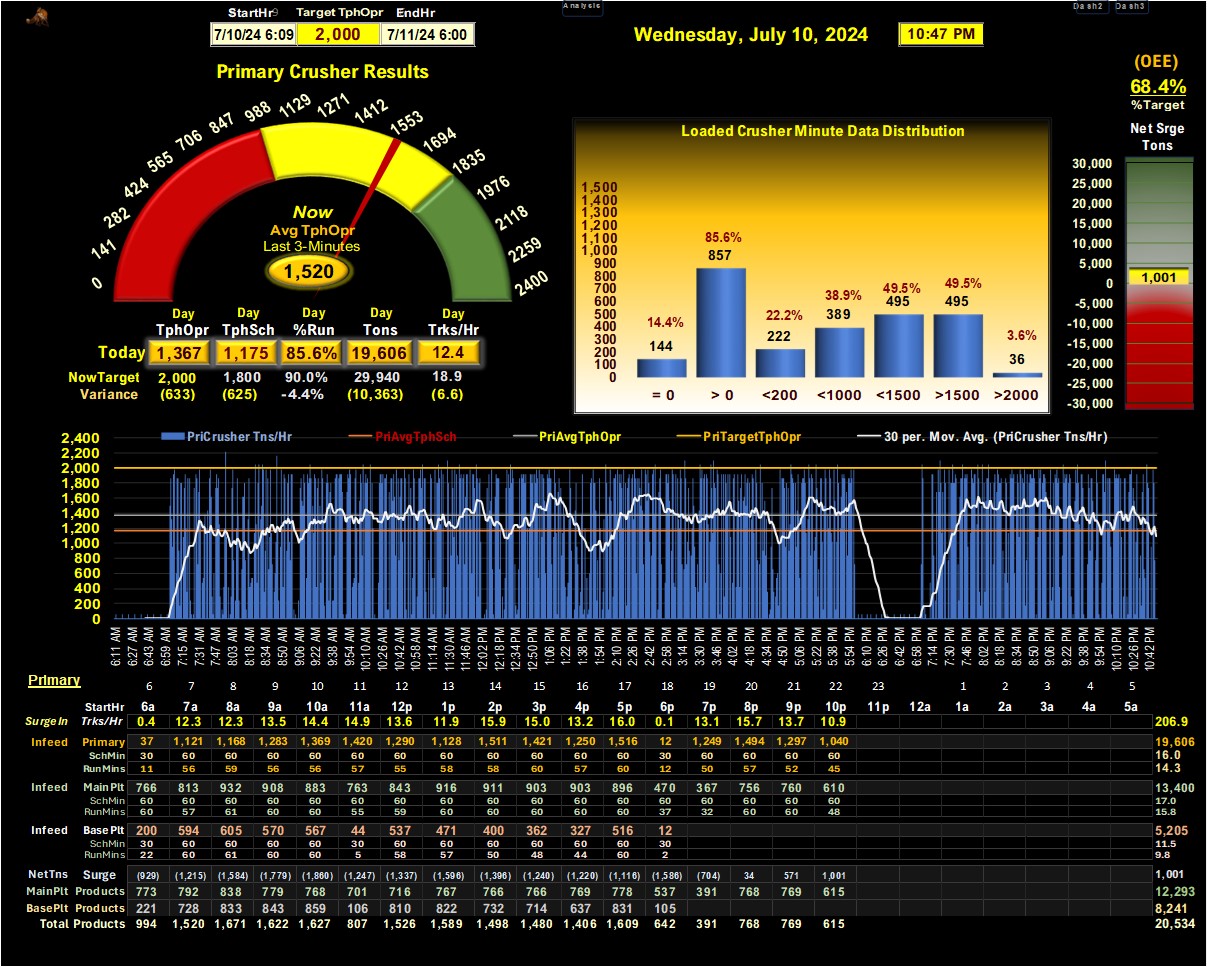 Analysis
Dash2 Dash3
StartHr Target TphOpr EndHr
7/10/24 6:09 2,000 7/11/24 6:00
Wednesday, July 10, 2024 10:47 PM
Primary Crusher Results
0 141 282 424 565 706 847 988 1129 1271 1412 1553 1694 1835 1976 2118 2259 2400
Now
Avg TphOpr
Last 3-Minutes
1,520
Day Day Day Day Day
TphOpr TphSch %Run Tons Trks/Hr
Today 1,367 1,175 85.6% 19,606 12.4
NowTarget 2,000 1,800 90.0% 29,940 18.9
Variance (633) (625) -4.4% (10,363) (6.6)
Loaded Crusher Minute Data Distribution
1,500
1,400
1,300
1,200
1,100
1,000
900
800
700
600
500
400
300
200
100
0
14.4% 85.6% 22.2% 38.9% 49.5% 49.5% 3.6%
144 857 222 389 495 495 36
= 0 > 0 <200 <1000 <1500 >1500 >2000
(OEE)
68.4%
%Target
Net Srge
Tons
30,000
25,000
20,000
15,000
10,000
5,000
0
-5,000
-10,000
-15,000
-20,000
-25,000
-30,000
1,001
PriCrusher Tns/Hr PriAvgTphSch PriAvgTphOpr PriTargetTphOpr 30 per. Mov. Avg. (PriCrusher Tns/Hr)
2,400
2,200
2,000
1,800
1,600
1,400
1,200
1,000
800
600
400
200
0
6:11 AM 6:27 AM 6:43 AM 6:59 AM 7:15 AM 7:31 AM 7:47 AM 8:03 AM 8:18 AM 8:34 AM 8:50 AM 9:06 AM 9:22 AM 9:38 AM 9:54 AM 10:10 AM 10:26 AM 10:42 AM 10:58 AM 11:14 AM 11:30 AM 11:46 AM 12:02 PM 12:18 PM 12:34 PM 12:50 PM 1:06 PM 1:22 PM 1:38 PM 1:54 PM 2:10 PM 2:26 PM 2:42 PM 2:58 PM 3:14 PM 3:30 PM 3:46 PM 4:02 PM 4:18 PM 4:34 PM 4:50 PM 5:06 PM 5:22 PM 5:38 PM 5:54 PM 6:10 PM 6:26 PM 6:42 PM 6:58 PM 7:14 PM 7:30 PM 7:46 PM 8:02 PM 8:18 PM 8:34 PM 8:50 PM 9:06 PM 9:22 PM 9:38 PM 9:54 PM 10:10 PM 10:26 PM 10:42 PM
Primary
6 7 8 9 10 11 12 13 14 15 16 17 18 19 20 21 22 23 1 2 3 4 5
StartHr 6a 7a 8a 9a 10a 11a 12p 1p 2p 3p 4p 5p 6p 7p 8p 9p 10p 11p 12a 1a 2a 3a 4a 5a
SurgeIn Trks/Hr 0.4 12.3 12.3 13.5 14.4 14.9 13.6 11.9 15.9 15.0 13.2 16.0 0.1 13.1 15.7 13.7 10.9 206.9
Infeed Primary 37 1,121 1,168 1,283 1,369 1,420 1,290 1,128 1,511 1,421 1,250 1,516 12 1,249 1,494 1,297 1,040 19,606
SchMin 30 60 60 60 60 60 60 60 60 60 60 60 30 60 60 60 60 16.0
RunMins 11 56 59 56 56 57 55 58 58 60 57 60 12 50 57 52 45 14.3
Infeed MainPlt 766 813 932 908 883 763 843 916 911 903 903 896 470 367 756 760 610 13,400
SchMin 60 60 60 60 60 60 60 60 60 60 60 60 60 60 60 60 60 17.0
RunMins 60 57 61 60 60 55 59 60 60 60 60 60 37 32 60 60 48 15.8
Infeed Base Plt 200 594 605 570 567 44 537 471 400 362 327 516 12 5,205
SchMin 30 60 60 60 60 30 60 60 60 60 60 60 30 11.5
RunMins 22 60 61 60 60 5 58 57 50 48 44 60 2 9.8
NetTns Surge (929) (1,215) (1,584) (1,779) (1,860) (1,247) (1,337) (1,596) (1,396) (1,240) (1,220) (1,116) (1,586) (704) 34 571 1,001 1,001
MainPlt Products 773 792 838 779 768 701 716 767 766 766 769 778 537 391 768 769 615 12,293
BasePlt Products 221 728 833 843 859 106 810 822 732 714 637 831 105 8,241
Total Products 994 1,520 1,671 1,622 1,627 807 1,526 1,589 1,498 1,480 1,406 1,609 642 391 768 769 615 20,534